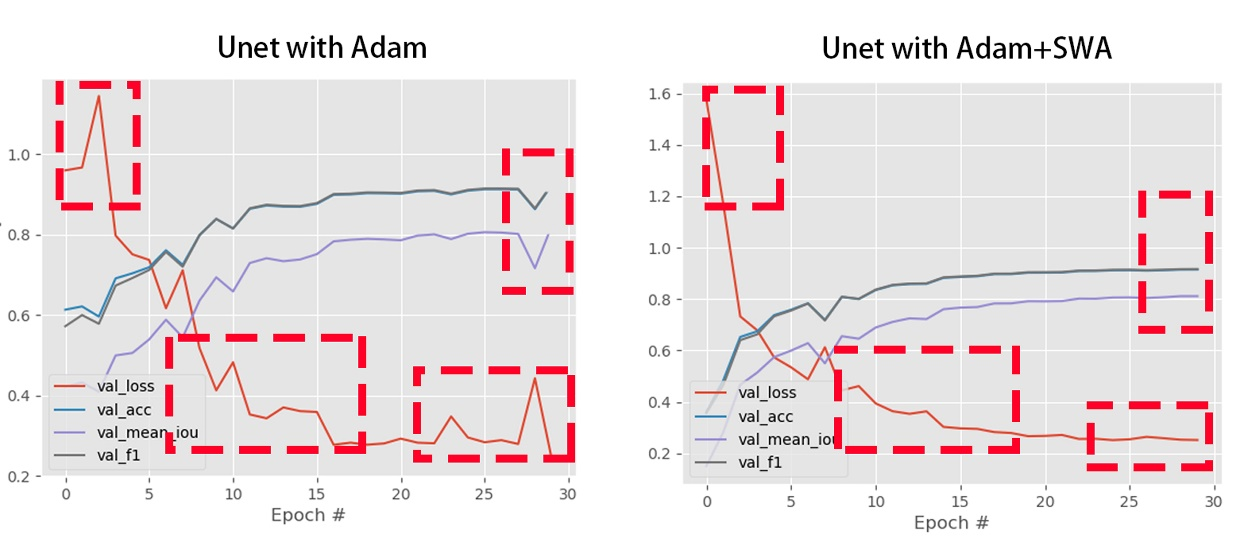 Unet with Adam
1.0
0.8
0.6
0.4
0.2
val_loss
val_acc
val_mean_iou
val_f1
0 5 10 15 20 25 30
Epoch #
Unet with Adam+SWA
1.6
1.4
1.2
1.0
0.8
0.6
0.4
0.2
val_loss
val_acc
val_mean_iou
val_f1
0 5 10 15 20 25 30
Epoch #